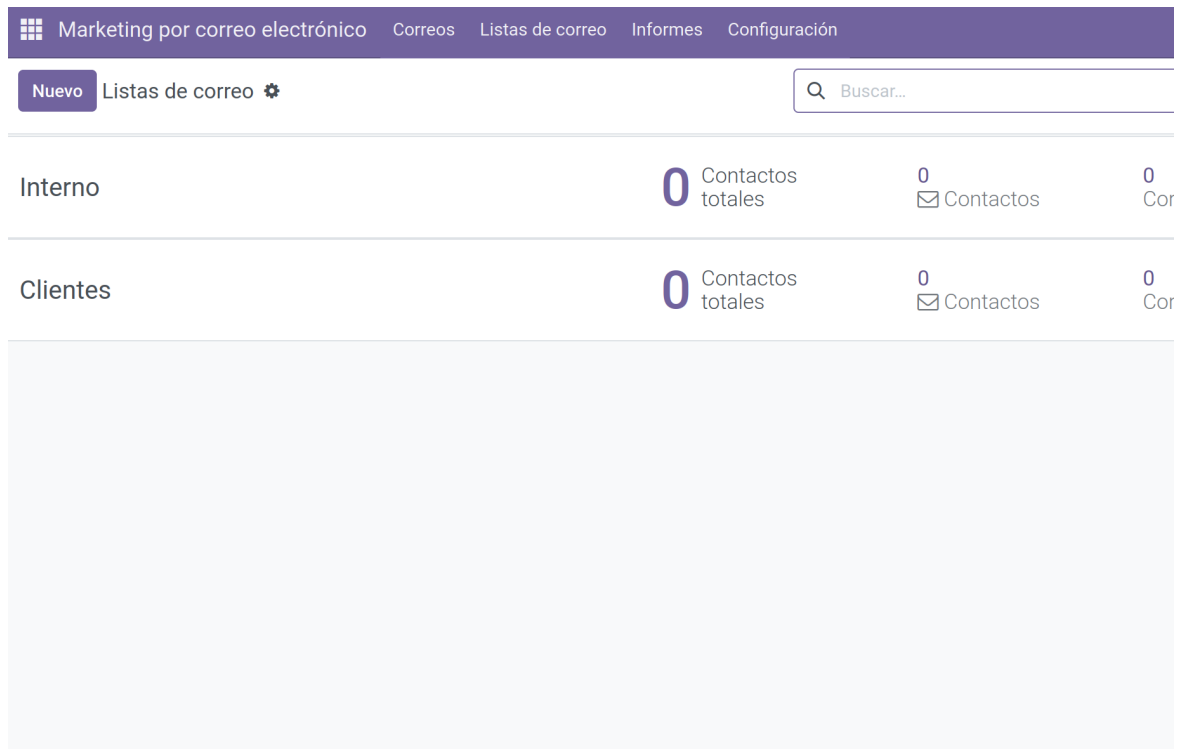 Marketing por correo electrónico Correos Listas de correo Informes Configuración
Nuevo Listas de correo Buscar...
Interno
0 Contactos totales
0
Contactos
0
Clientes
0 Contactos totales
0
Contactos
0